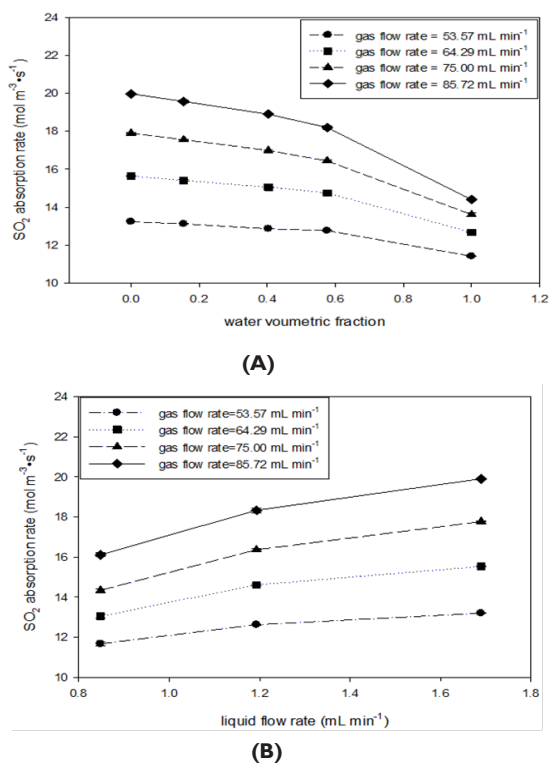 24
22
20
18
16
14
12
10
SO2 absorption rate (mol m-3•s-1)
gas flow rate = 53.57 mL min-1
gas flow rate = 64.29 mL min-1
gas flow rate = 75.00 mL min-1
gas flow rate = 85.72 mL min-1
0.0 0.2 0.4 0.6 0.8 1.0 1.2
water voumetric fraction
(A)
24
22
20
18
16
14
12
10
SO2 absorption rate (mol m-3•s-1)
gas flow rate=53.57 mL min-1
gas flow rate=64.29 mL min-1
gas flow rate=75.00 mL min-1
gas flow rate=85.72 mL min-1
0.8 1.0 1.2 1.4 1.6 1.8
liquid flow rate (mL min-1)
(B)